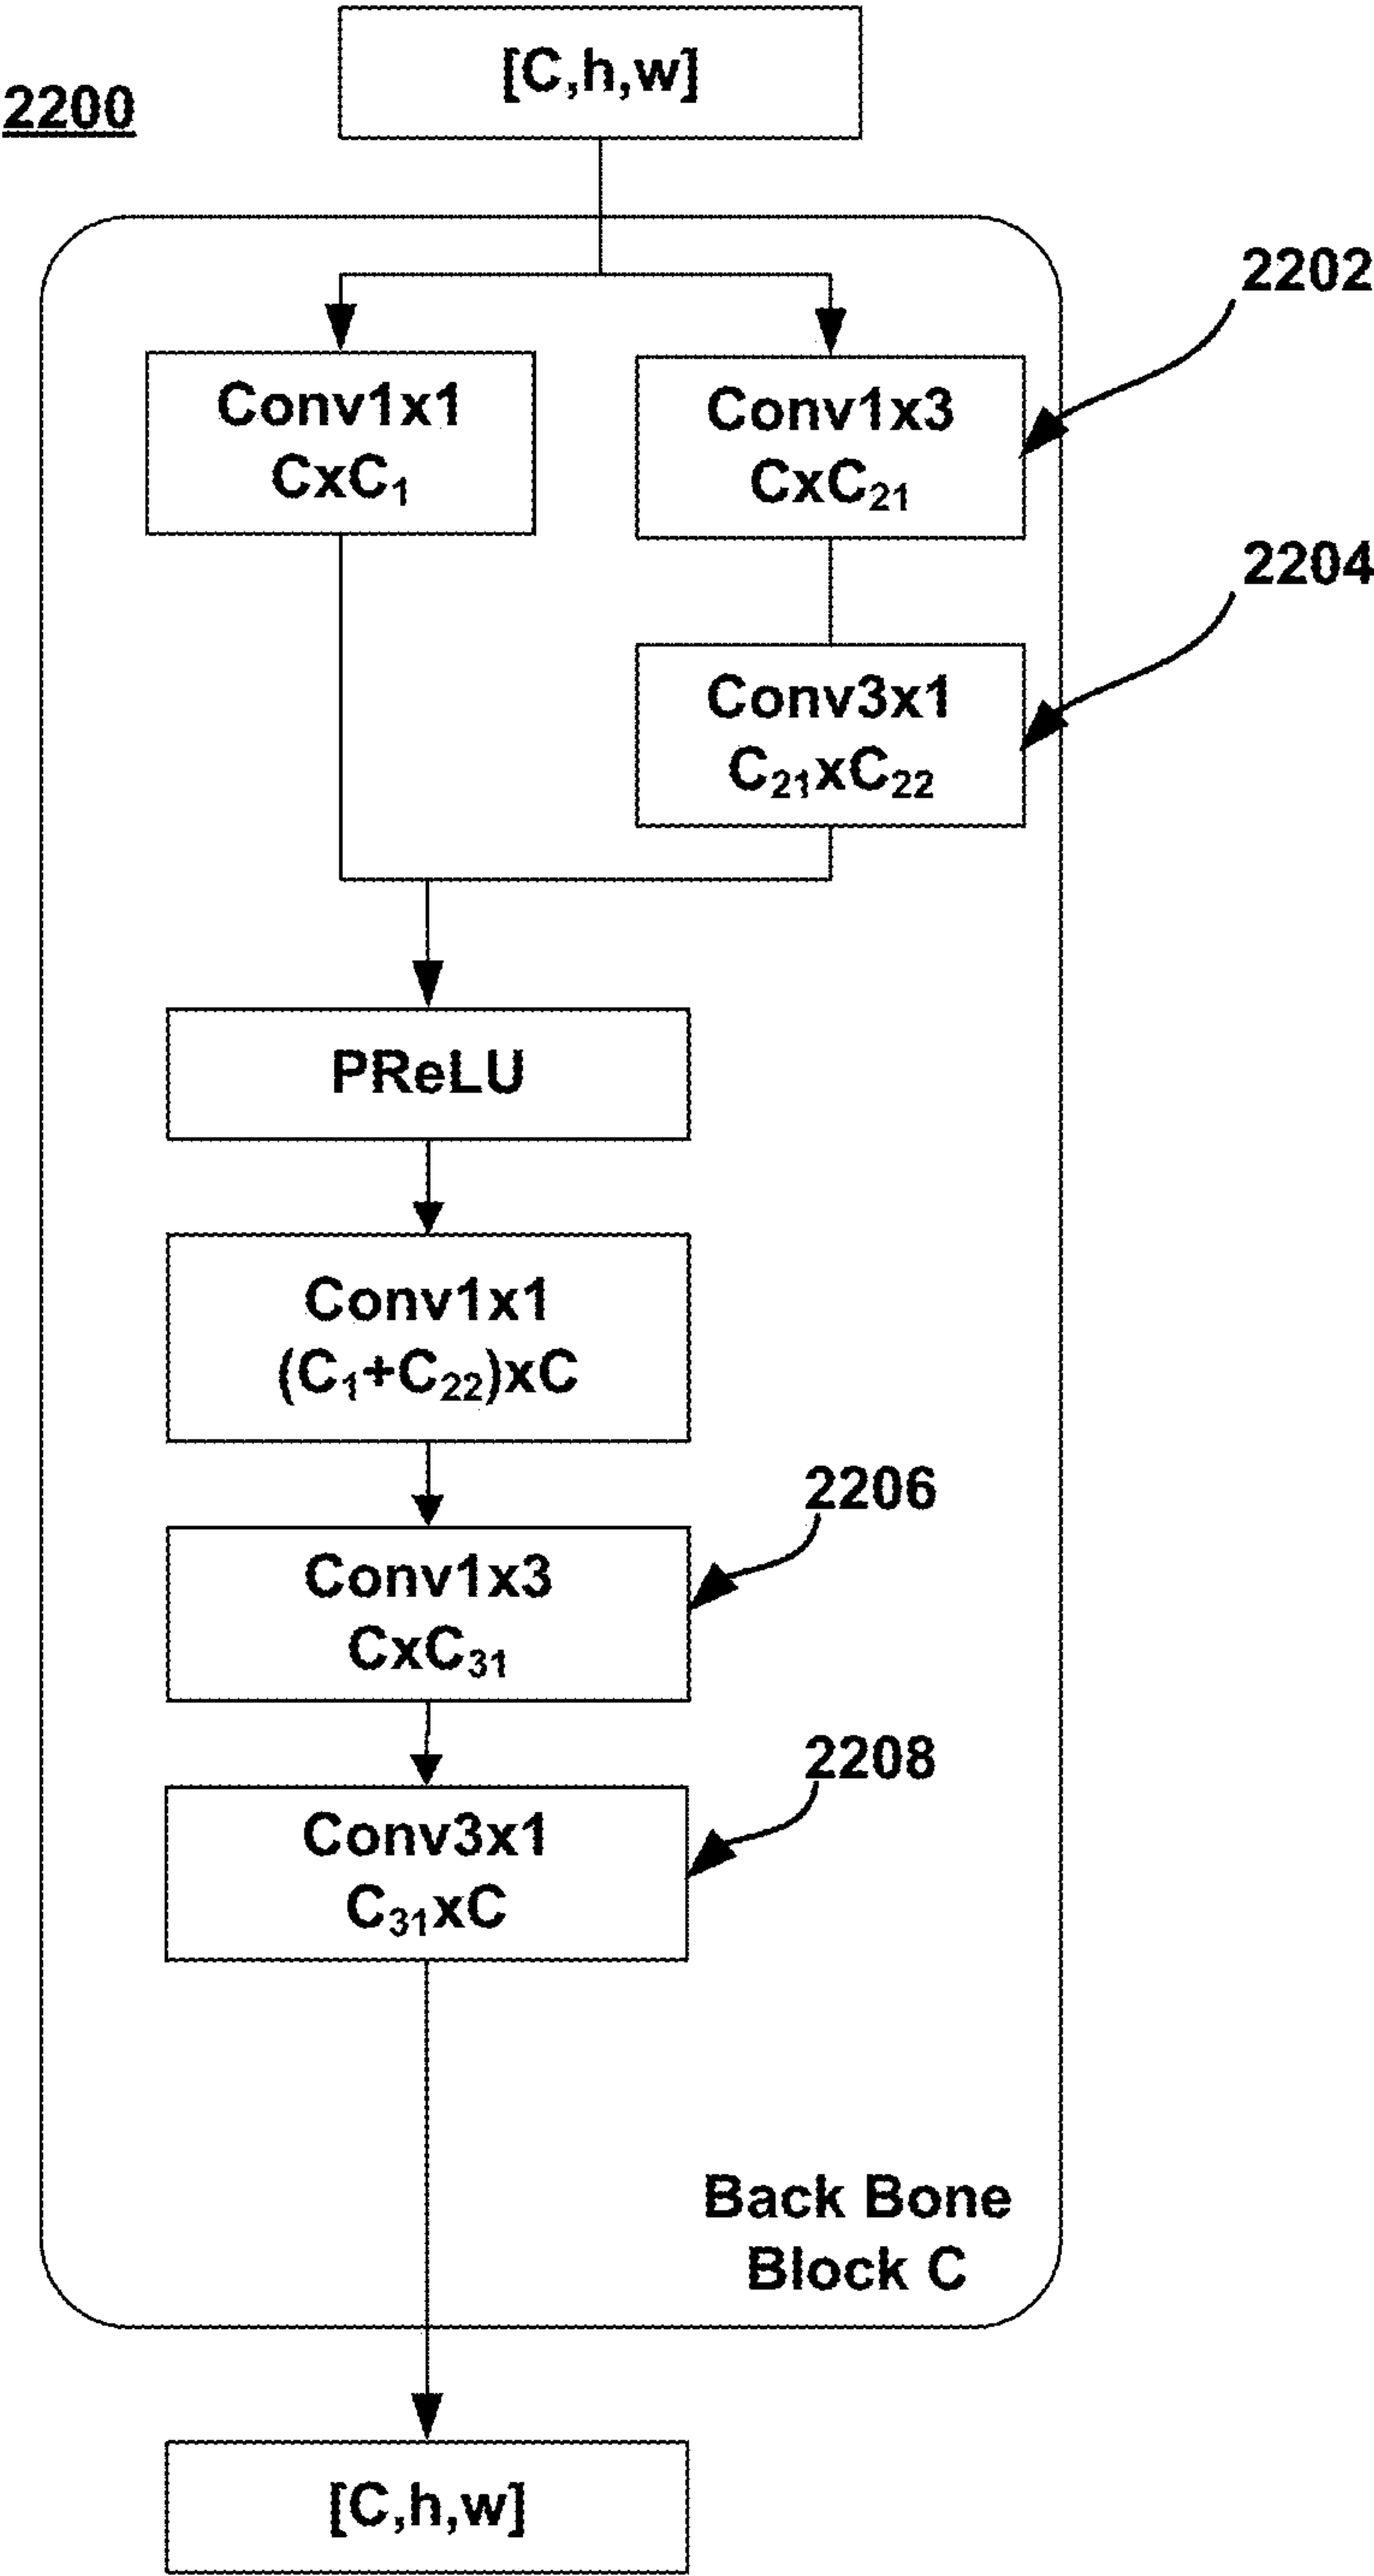 [C,h,w]
2200
2202
Conv1x1
CxC₁
Conv1x3
CxC₂₁
2204
Conv3x1
C₂₁xC₂₂
PReLU
Conv1x1
(C₁+C₂₂)xC
2206
Conv1x3
CxC₃₁
2208
Conv3x1
C₃₁xC
Back Bone
Block C
[C,h,w]